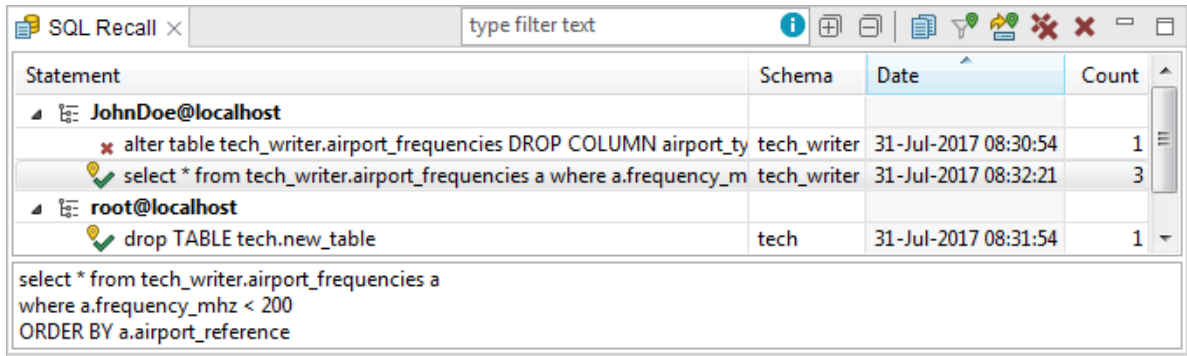 SQL Recall
type filter text
Statement Schema Date Count
JohnDoe@localhost
alter table tech_writer.airport_frequencies DROP COLUMN airport_ty tech_writer 31-Jul-2017 08:30:54 1
select * from tech_writer.airport_frequencies a where a.frequency_m tech_writer 31-Jul-2017 08:32:21 3
root@localhost
drop TABLE tech.new_table tech 31-Jul-2017 08:31:54 1
select * from tech_writer.airport_frequencies a
where a.frequency_mhz < 200
ORDER BY a.airport_reference